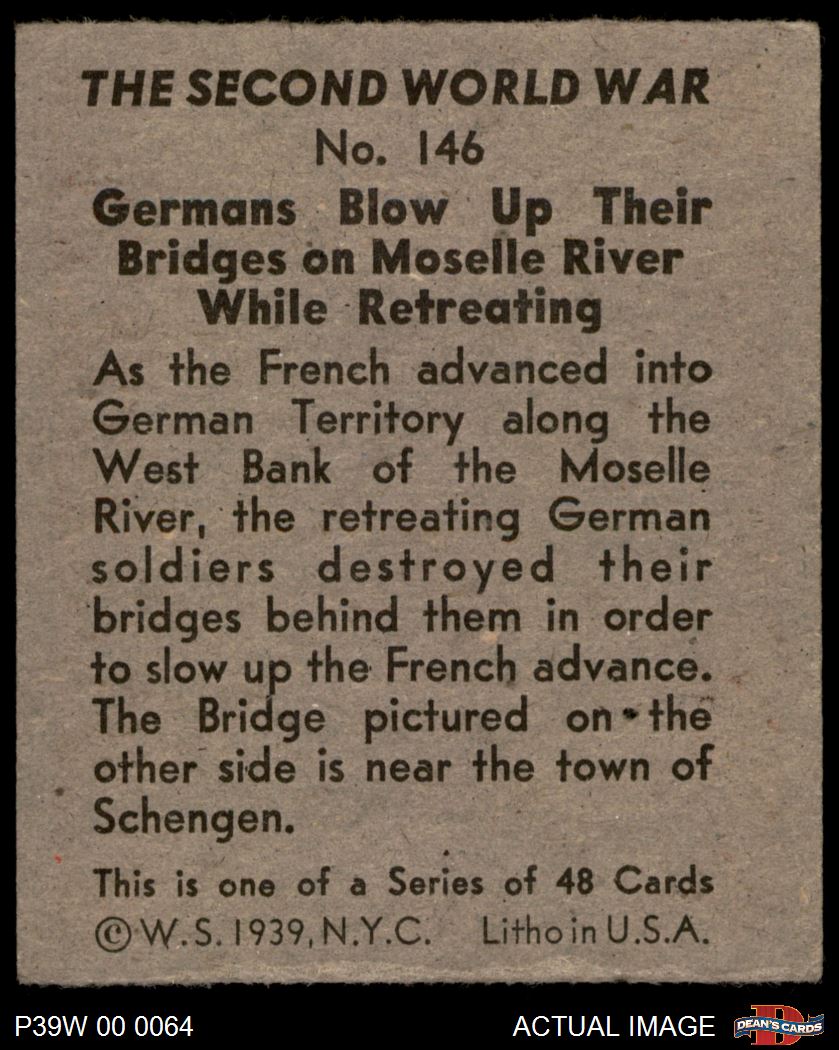 THE SECOND WORLD WAR
No. 146
Germans Blow Up Their
Bridges on Moselle River
While Retreating
As the French advanced into
German Territory along the
West Bank of the Moselle
River, the retreating German
soldiers destroyed their
bridges behind them in order
to slow up the French advance.
The Bridge pictured on the
other side is near the town of
Schengen.
This is one of a Series of 48 Cards
© W.S. 1939, N.Y.C. Litho in U.S.A.
P39W 00 0064 ACTUAL IMAGE
D
DEAN'S CARDS